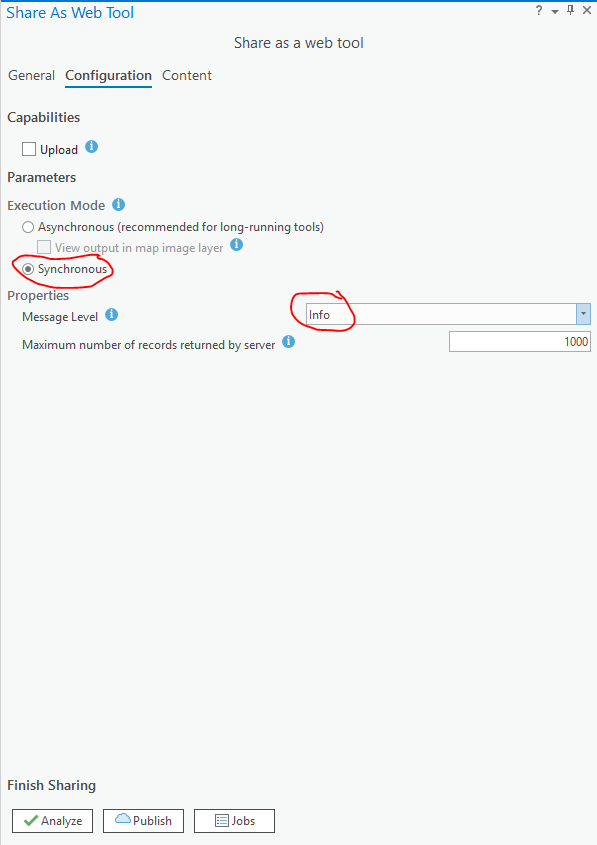 Share As Web Tool
?
Share as a web tool
General Configuration Content
Capabilities
Upload
Parameters
Execution Mode
Asynchronous (recommended for long-running tools)
View output in map image layer
Synchronous
Properties
Message Level Info
Maximum number of records returned by server 1000
Finish Sharing
Analyze Publish Jobs